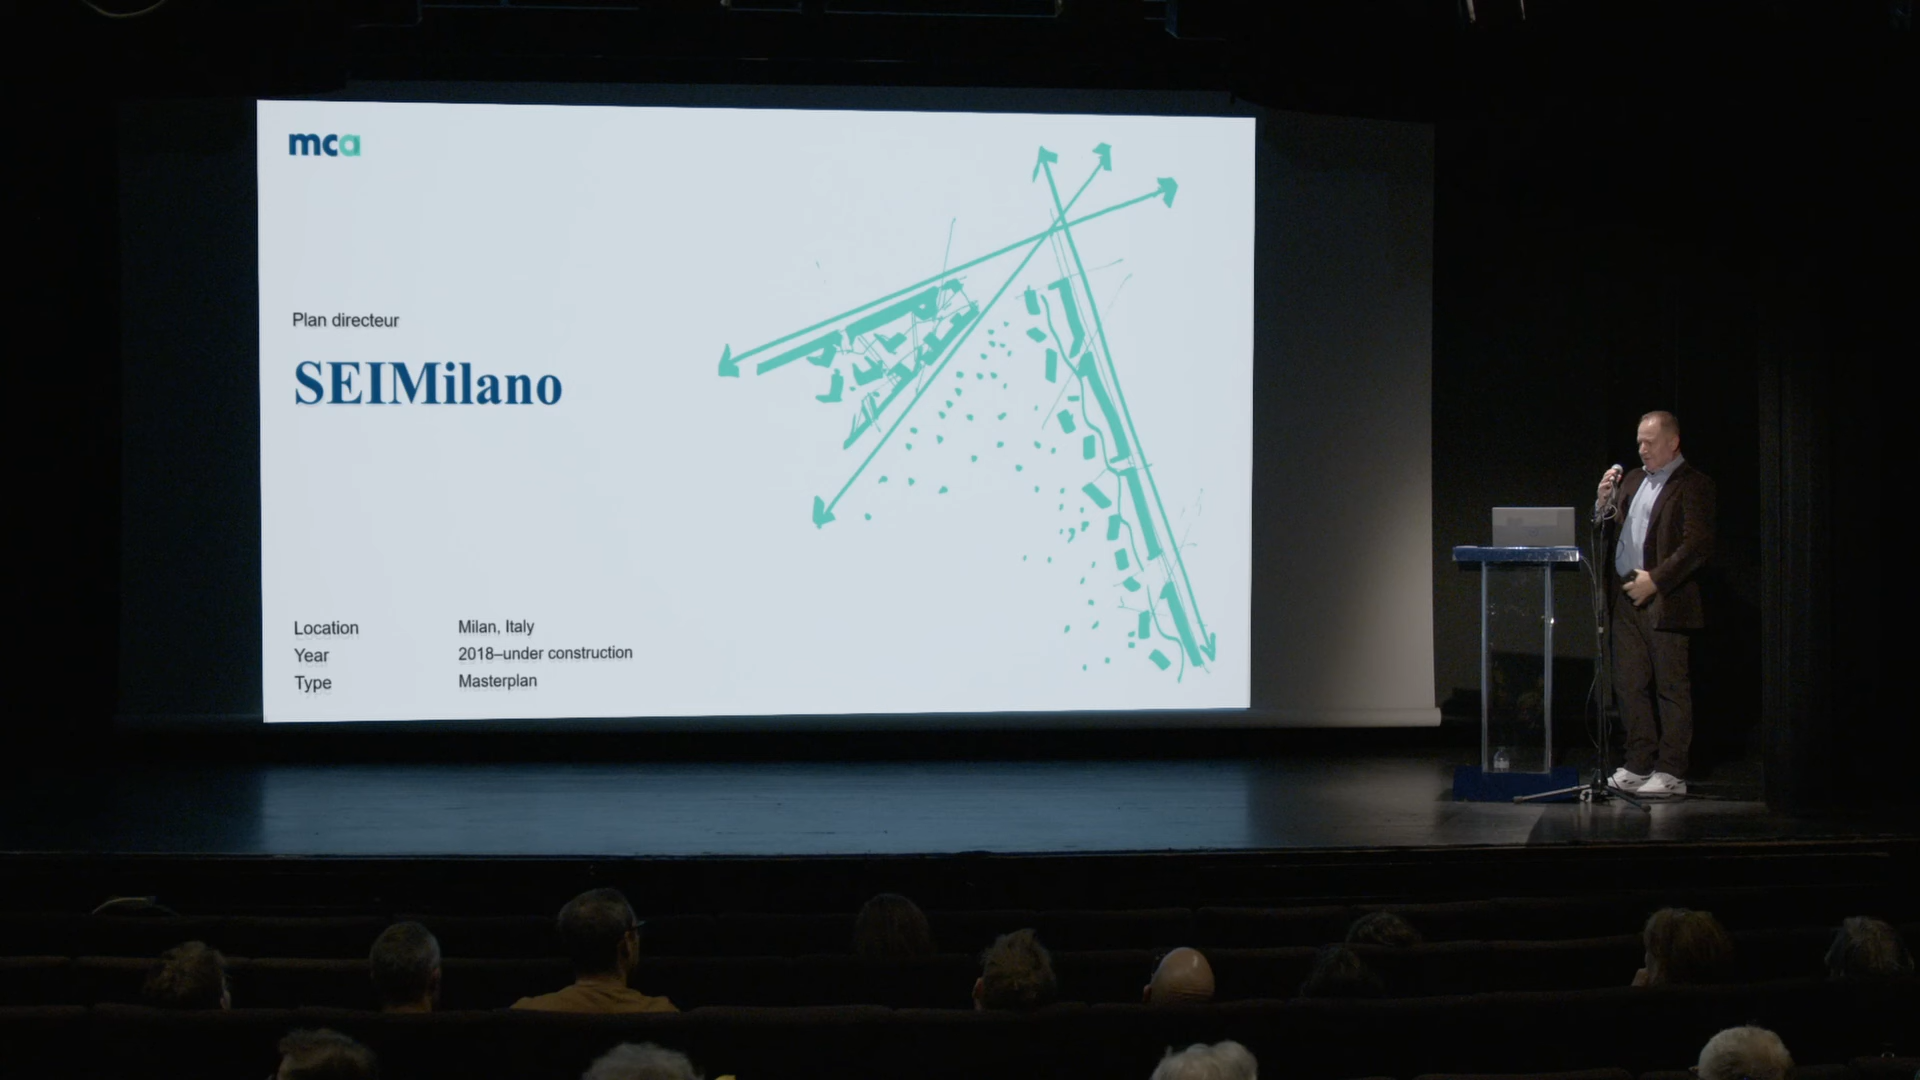 mca
Plan directeur
SEIMilano
Location Milan, Italy
Year 2018–under construction
Type Masterplan